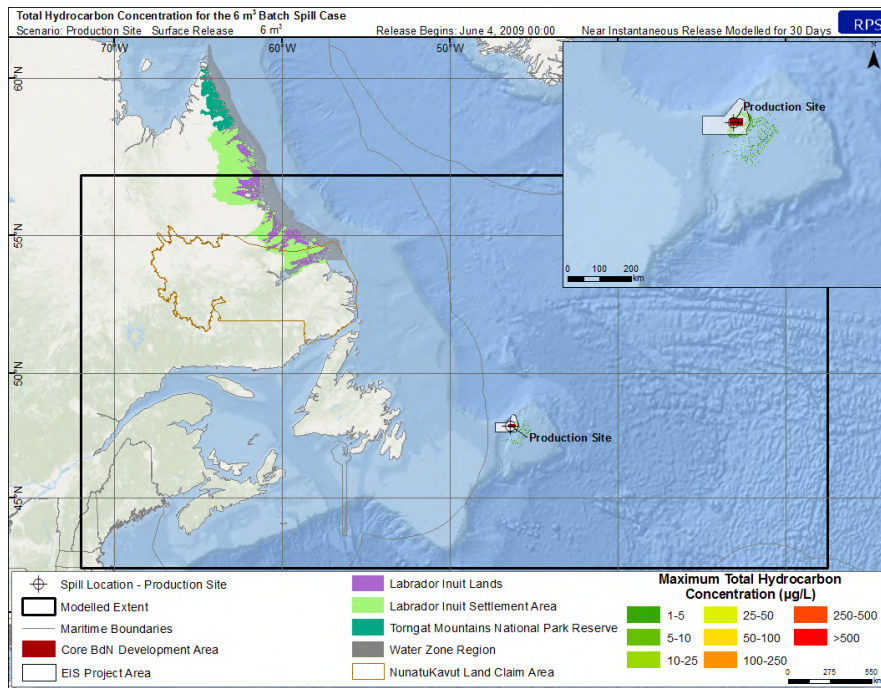 Total Hydrocarbon Concentration for the 6 m³ Batch Spill Case
Scenario: Production Site Surface Release 6 m³ Release Begins: June 4, 2009 00:00 Near Instantaneous Release Modelled for 30 Days
RPS
70°W 60°W 50°W
60°N
55°N
50°N
45°N
N
Production Site
0 100 200
km
Production Site
Spill Location - Production Site
Modelled Extent
Maritime Boundaries
Core BdN Development Area
EIS Project Area
Labrador Inuit Lands
Labrador Inuit Settlement Area
Torngat Mountains National Park Reserve
Water Zone Region
NunatuKavut Land Claim Area
Maximum Total Hydrocarbon
Concentration (µg/L)
1-5 25-50 250-500
5-10 50-100 >500
10-25 100-250
0 275 550
km